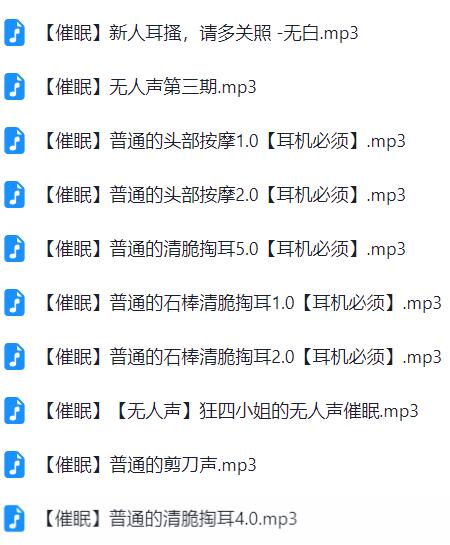 【催眠】新人耳搔，请多关照 -无白.mp3
【催眠】无人声第三期.mp3
【催眠】普通的头部按摩1.0【耳机必须】.mp3
【催眠】普通的头部按摩2.0【耳机必须】.mp3
【催眠】普通的清脆掏耳5.0【耳机必须】.mp3
【催眠】普通的石棒清脆掏耳1.0【耳机必须】.mp3
【催眠】普通的石棒清脆掏耳2.0【耳机必须】.mp3
【催眠】【无人声】狂四小姐的无人声催眠.mp3
【催眠】普通的剪刀声.mp3
【催眠】普通的清脆掏耳4.0.mp3